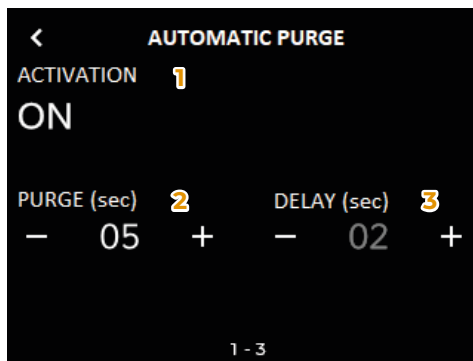 < AUTOMATIC PURGE
ACTIVATION 1
ON
PURGE (sec) 2 DELAY (sec) 3
− 05 + − 02 +
1 - 3